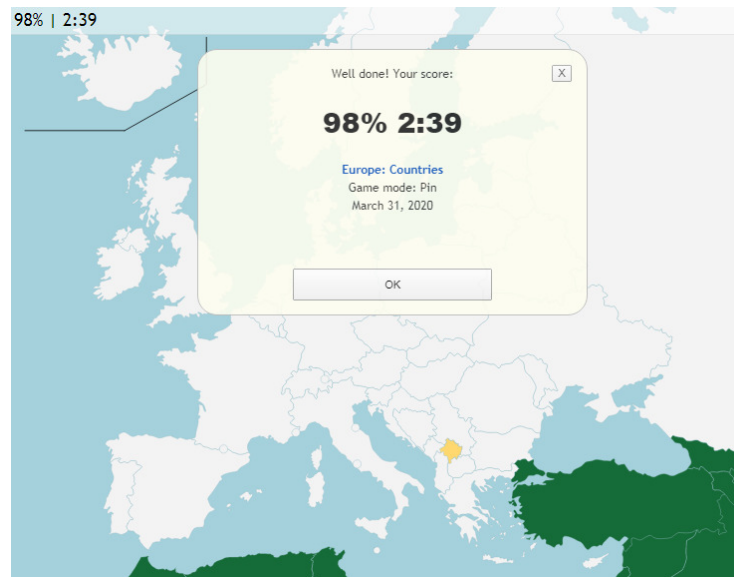 98% | 2:39
Well done! Your score:
X
98% 2:39
Europe: Countries
Game mode: Pin
March 31, 2020
OK